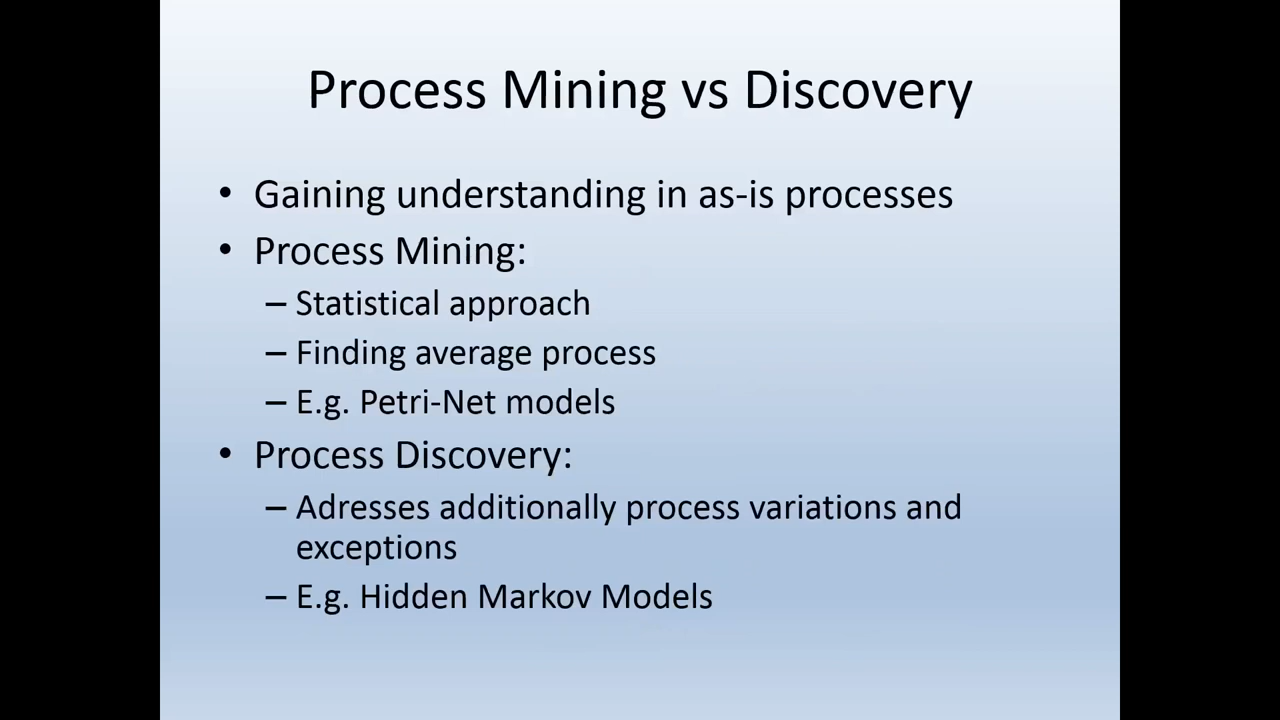 Process Mining vs Discovery
• Gaining understanding in as-is processes
• Process Mining:
– Statistical approach
– Finding average process
– E.g. Petri-Net models
• Process Discovery:
– Adresses additionally process variations and
exceptions
– E.g. Hidden Markov Models